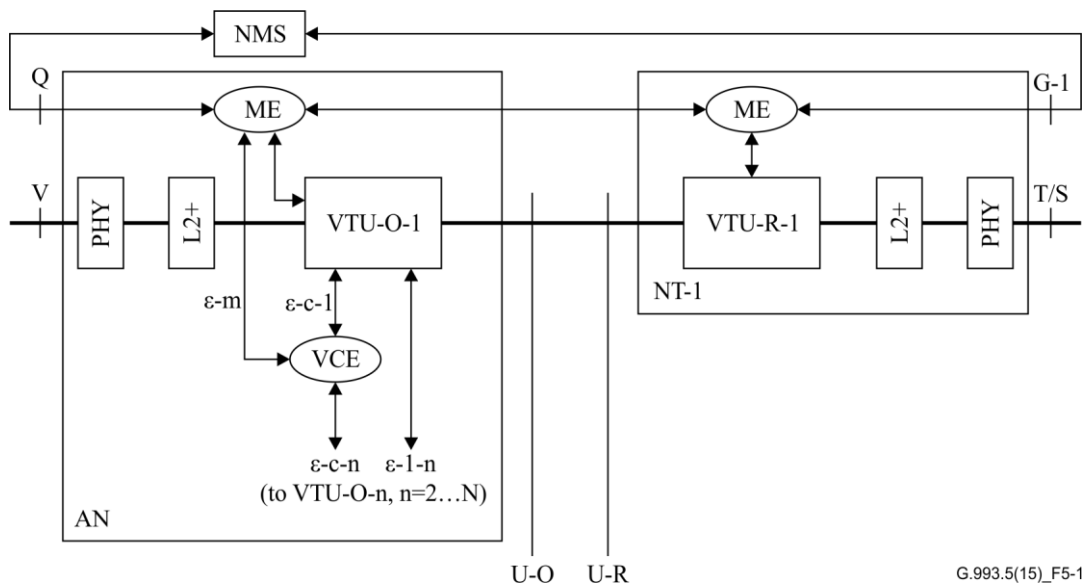 NMS
Q
G-1
ME
ME
V
T/S
PHY
L2+
VTU-O-1
VTU-R-1
L2+
PHY
NT-1
ε-m
ε-c-1
VCE
ε-c-n
ε-1-n
(to VTU-O-n, n=2…N)
AN
U-O
U-R
G.993.5(15)_F5-1